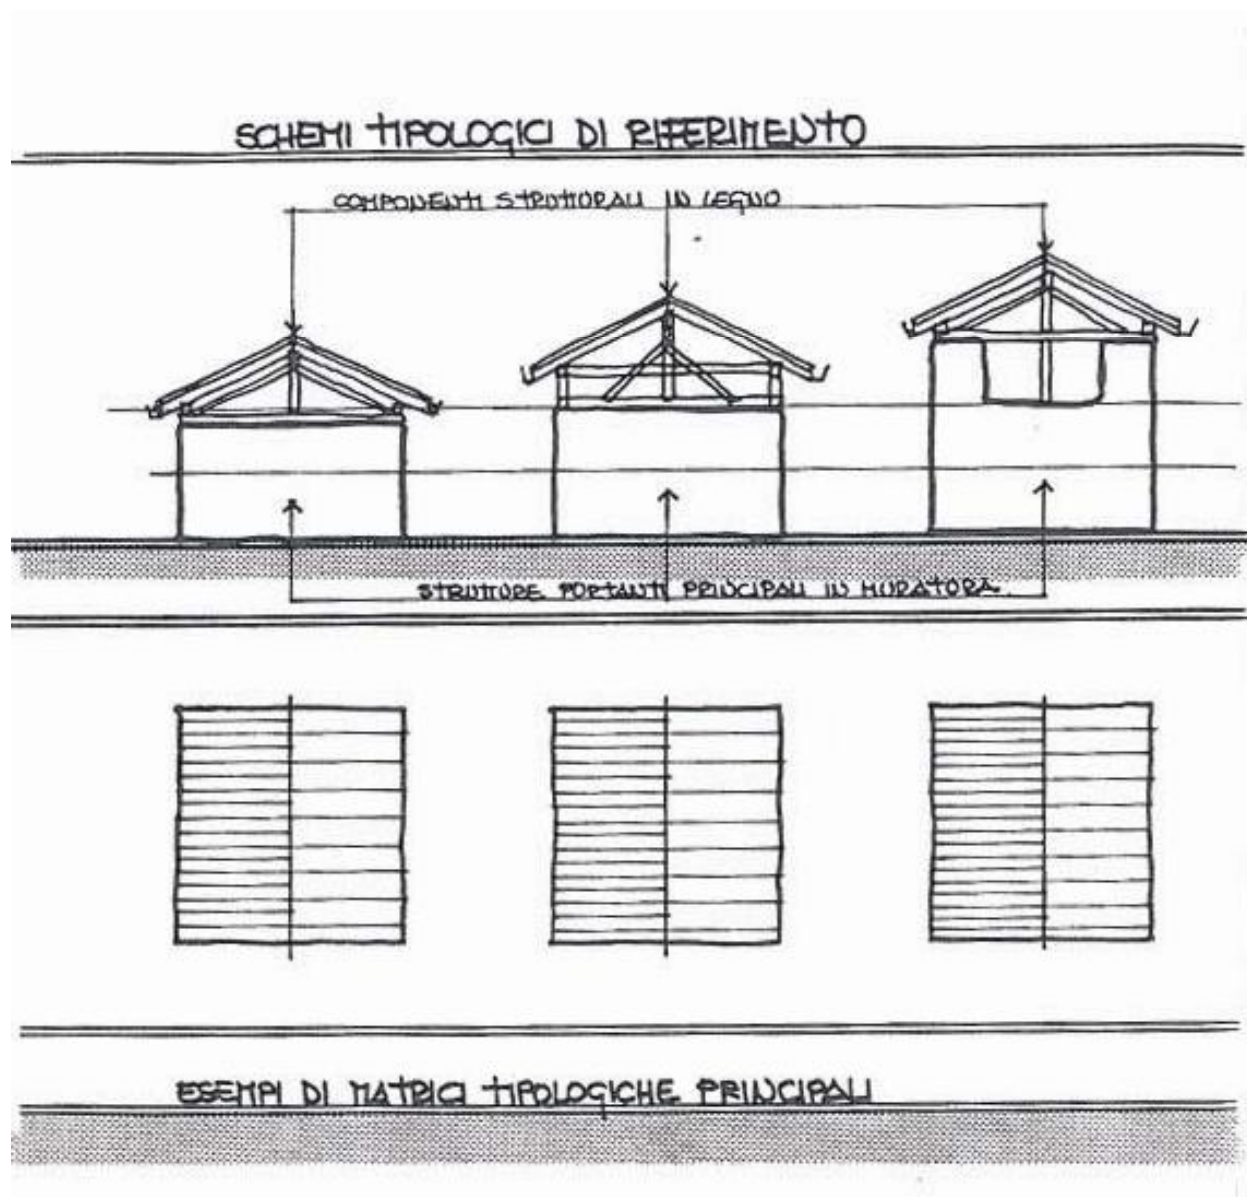 SCHEMI TIPOLOGICI DI RIFERIMENTO
COMPONENTI STRUTTURALI IN LEGNO
STRUTTURE PORTANTI PRINCIPALI IN MURATURA
ESEMPI DI MATRICI TIPOLOGICHE PRINCIPALI